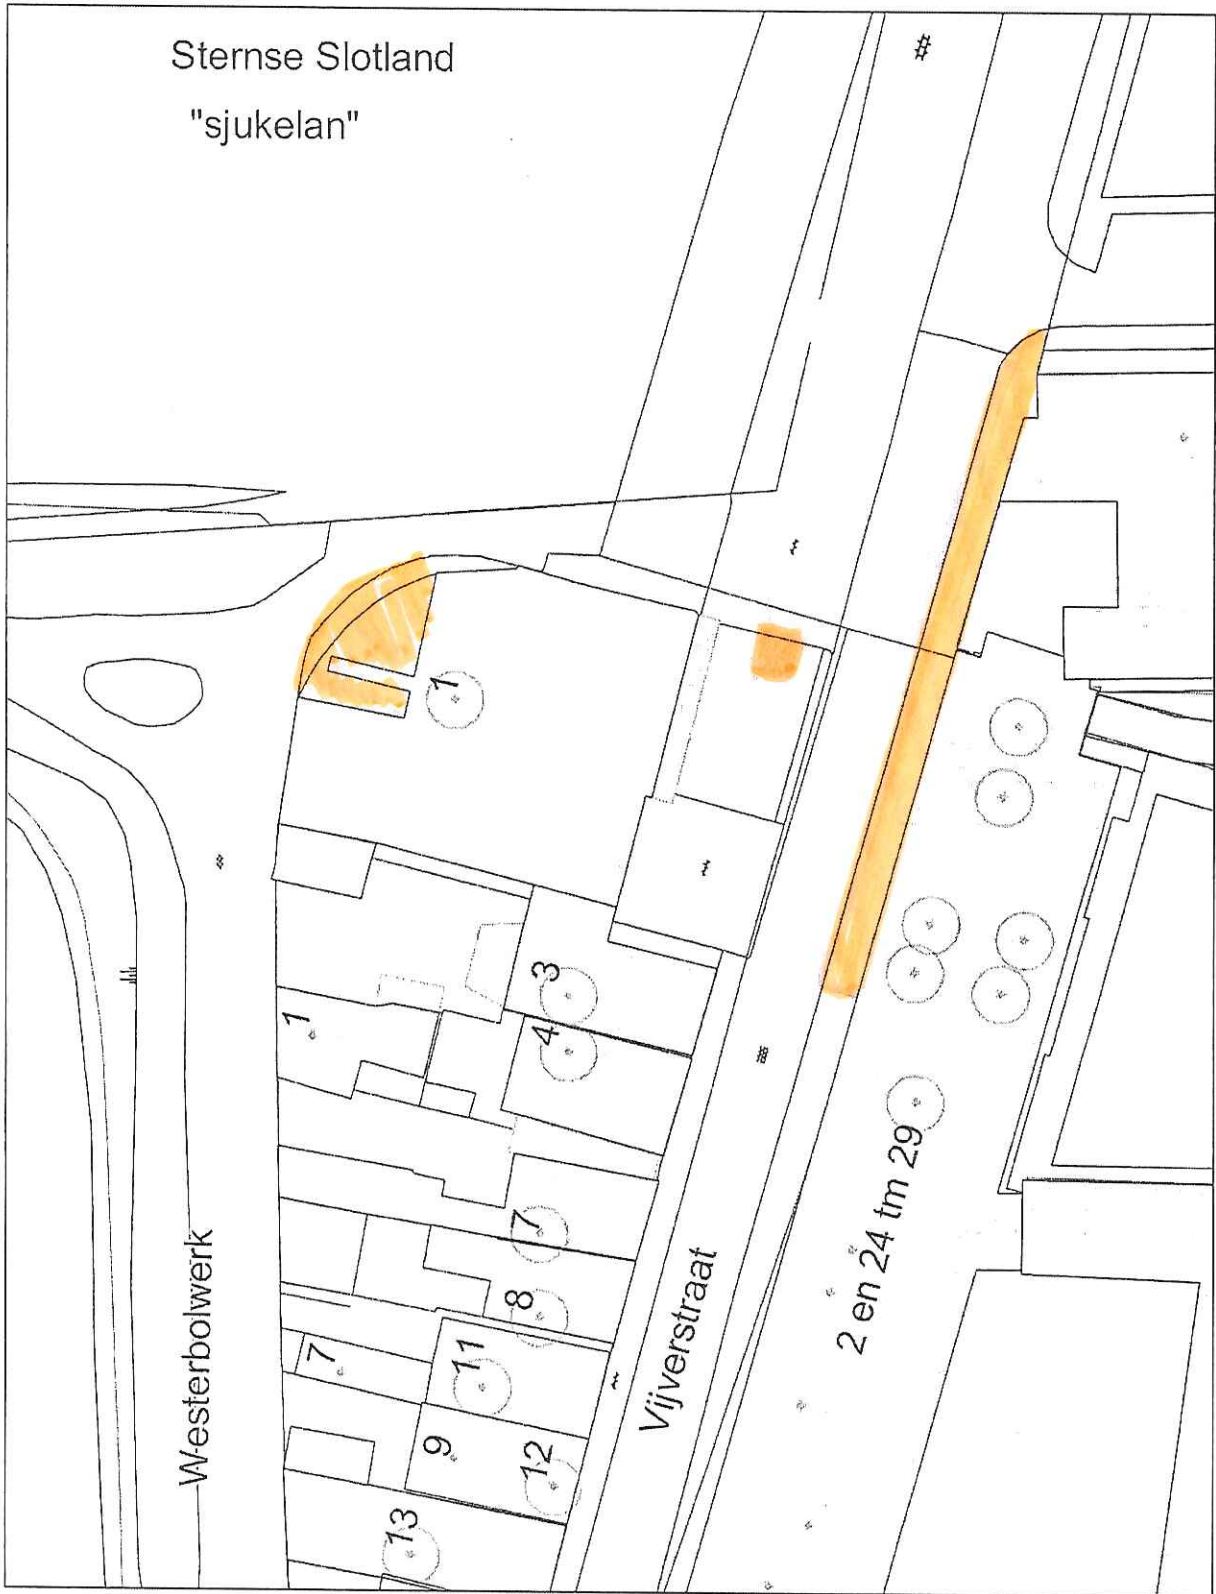 Sternse Slotland
"sjukelan"
1
3
4
1
7
8
7
11
9
12
13
Westerbolwerk
Vijverstraat
2 en 24 tm 29